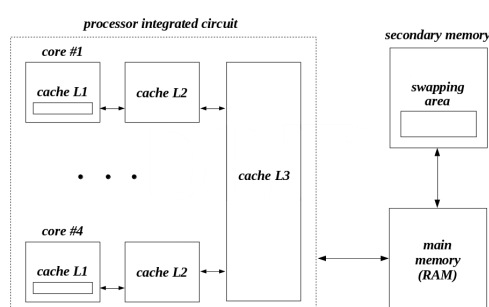 processor integrated circuit
secondary memory
core #1
cache L1
cache L2
swapping
area
cache L3
core #4
cache L1
cache L2
main
memory
(RAM)